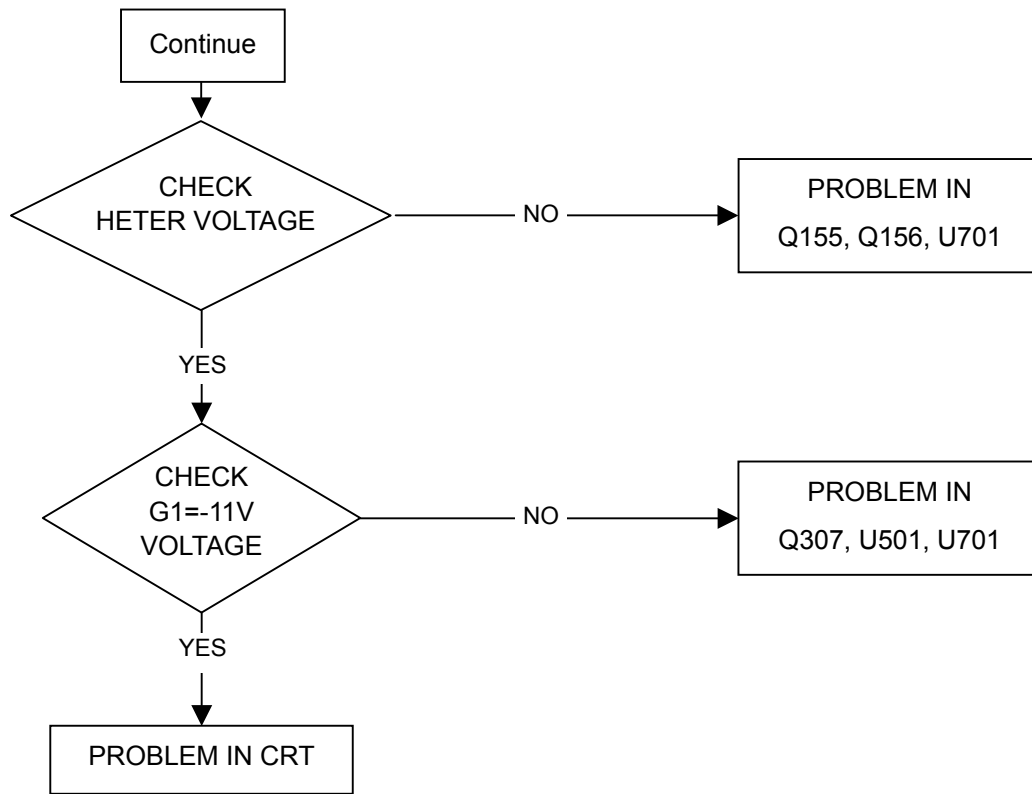 Continue
CHECK
HETER VOLTAGE
NO
PROBLEM IN
Q155, Q156, U701
YES
CHECK
G1=-11V
VOLTAGE
NO
PROBLEM IN
Q307, U501, U701
YES
PROBLEM IN CRT